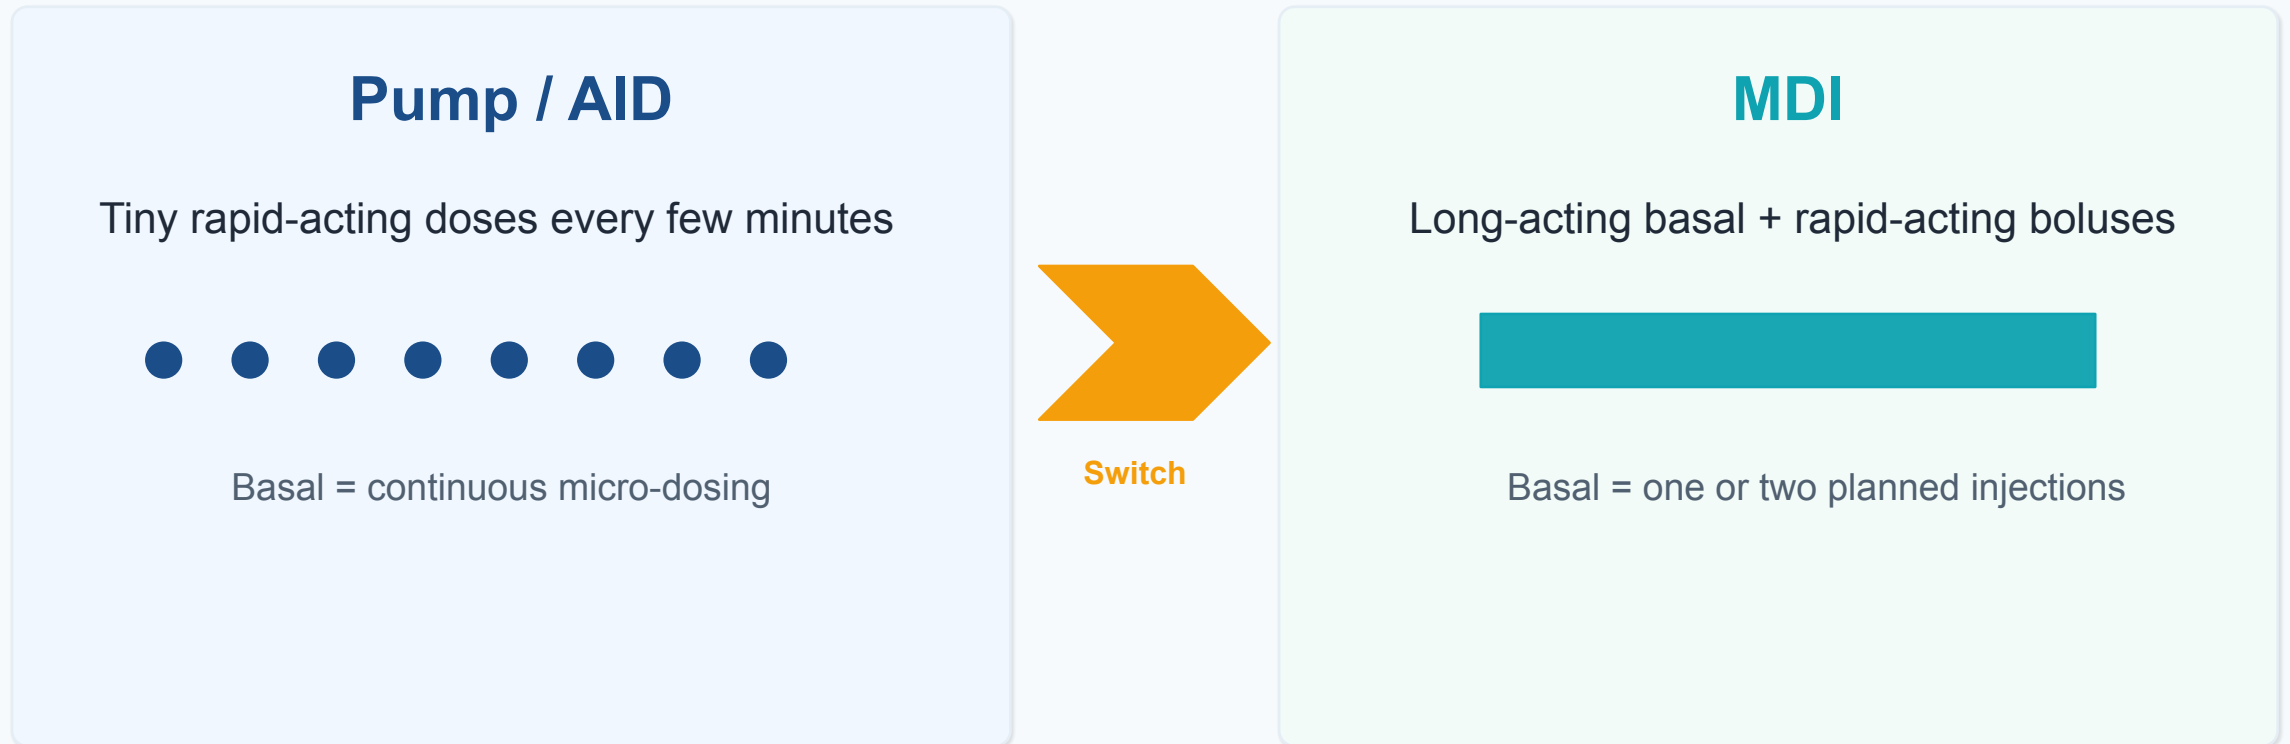 Pump / AID
Tiny rapid-acting doses every few minutes
Basal = continuous micro-dosing
Switch
MDI
Long-acting basal + rapid-acting boluses
Basal = one or two planned injections